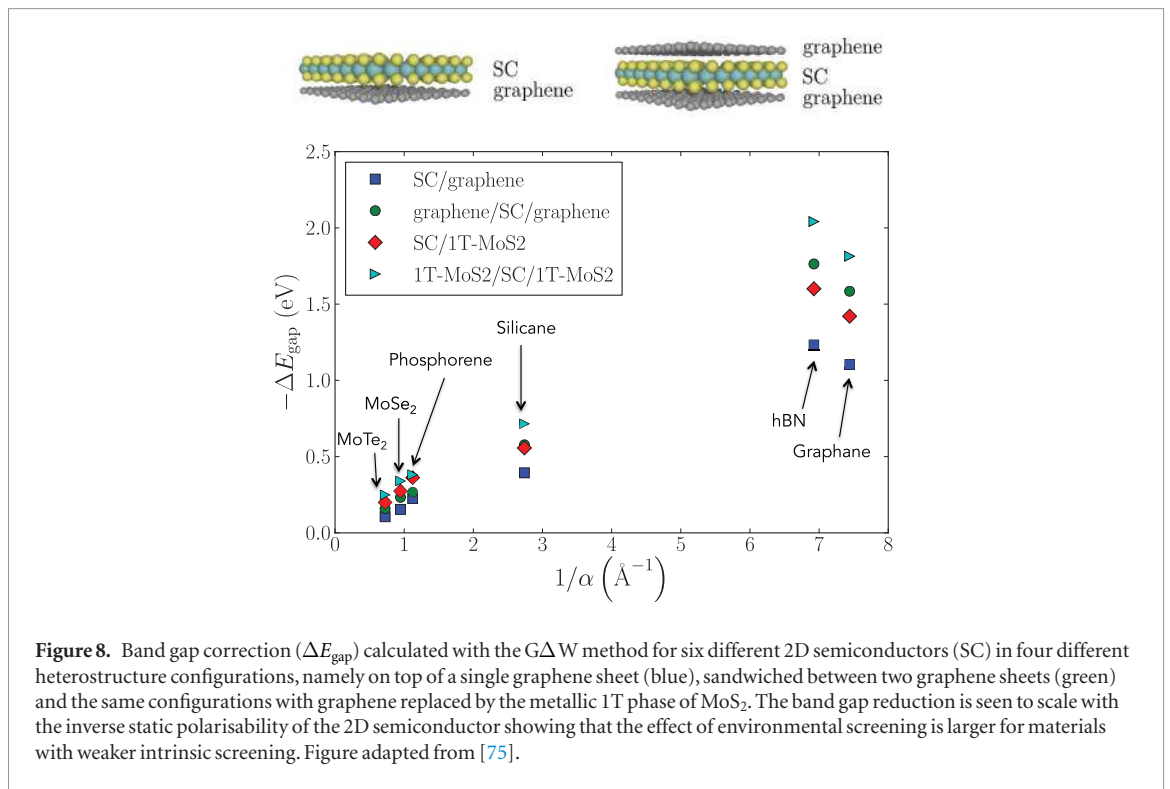 graphene
SC
SC
graphene
graphene
2.5
SC/graphene
graphene/SC/graphene
2.0
SC/1T-MoS2
1T-MoS2/SC/1T-MoS2
−ΔE_gap (eV)
1.5
Silicane
Phosphorene
1.0
MoSe₂
hBN
MoTe₂
Graphane
0.5
0.0
0 1 2 3 4 5 6 7 8
1/α (Å⁻¹)
Figure 8. Band gap correction (ΔE_gap) calculated with the GΔW method for six different 2D semiconductors (SC) in four different
heterostructure configurations, namely on top of a single graphene sheet (blue), sandwiched between two graphene sheets (green)
and the same configurations with graphene replaced by the metallic 1T phase of MoS₂. The band gap reduction is seen to scale with
the inverse static polarisability of the 2D semiconductor showing that the effect of environmental screening is larger for materials
with weaker intrinsic screening. Figure adapted from [75].